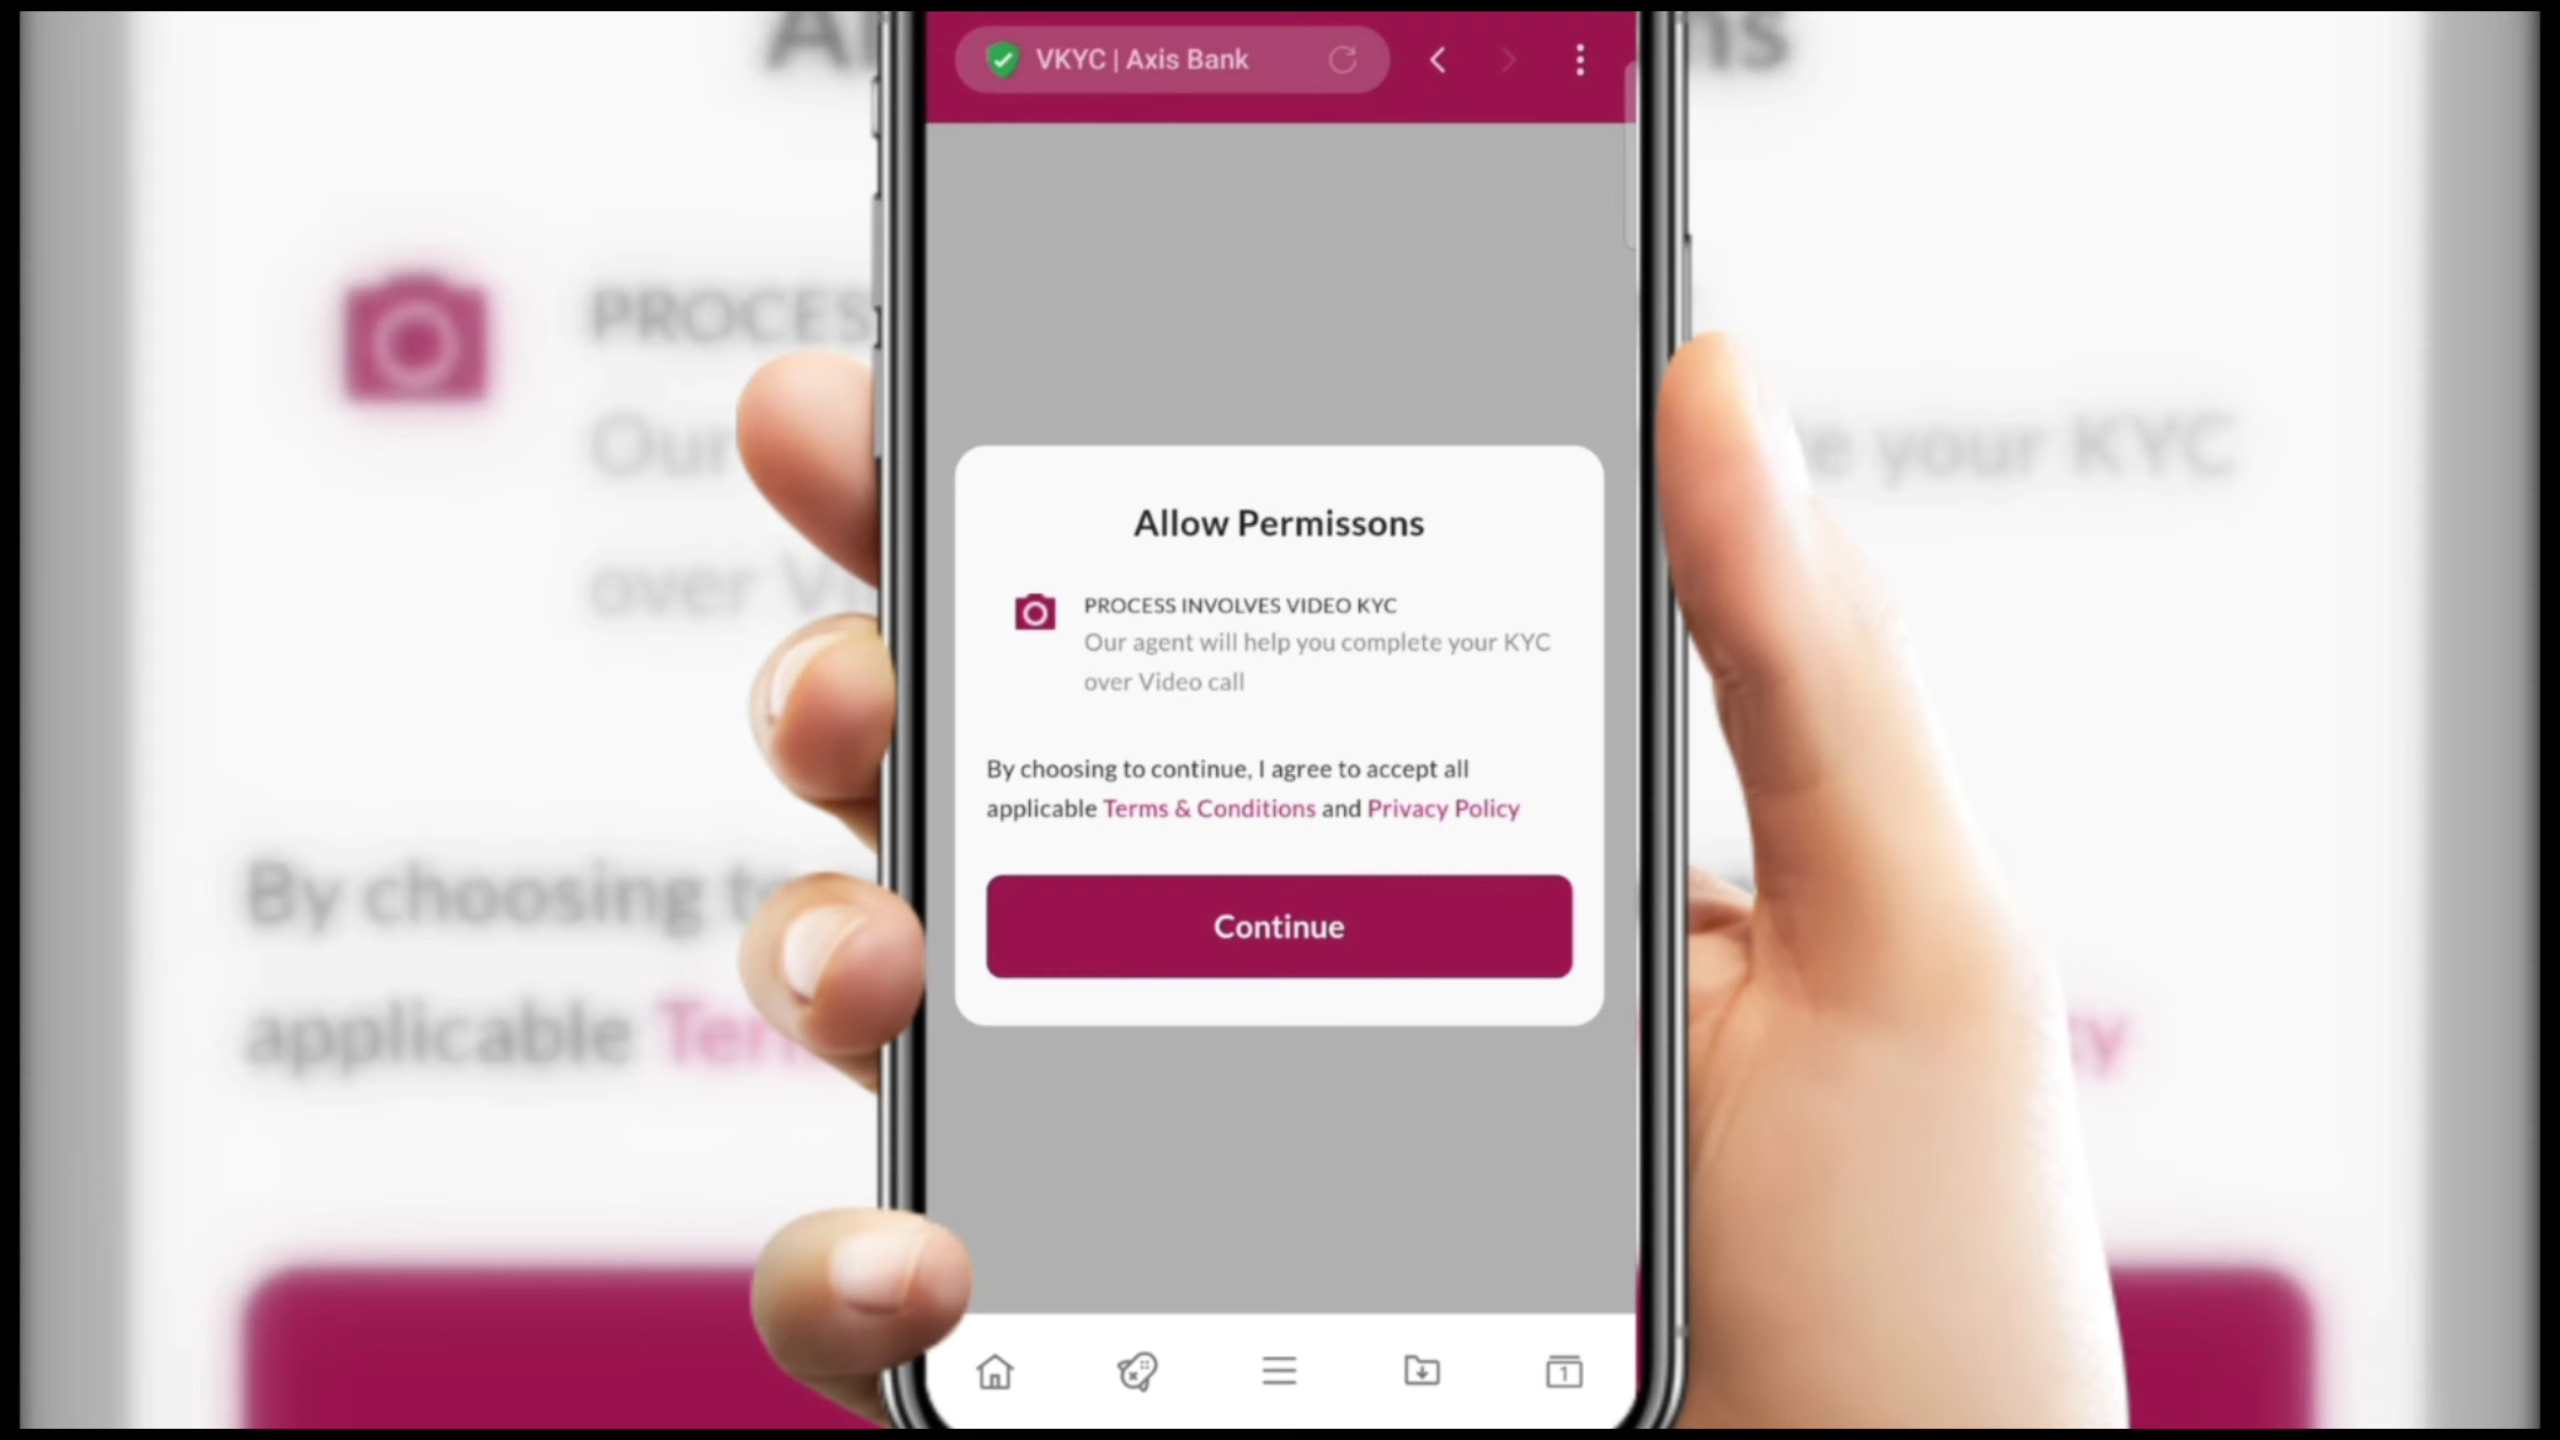 VKYC | Axis Bank
Allow Permissons
PROCESS INVOLVES VIDEO KYC
Our agent will help you complete your KYC
over Video call
By choosing to continue, I agree to accept all
applicable Terms & Conditions and Privacy Policy
Continue
1